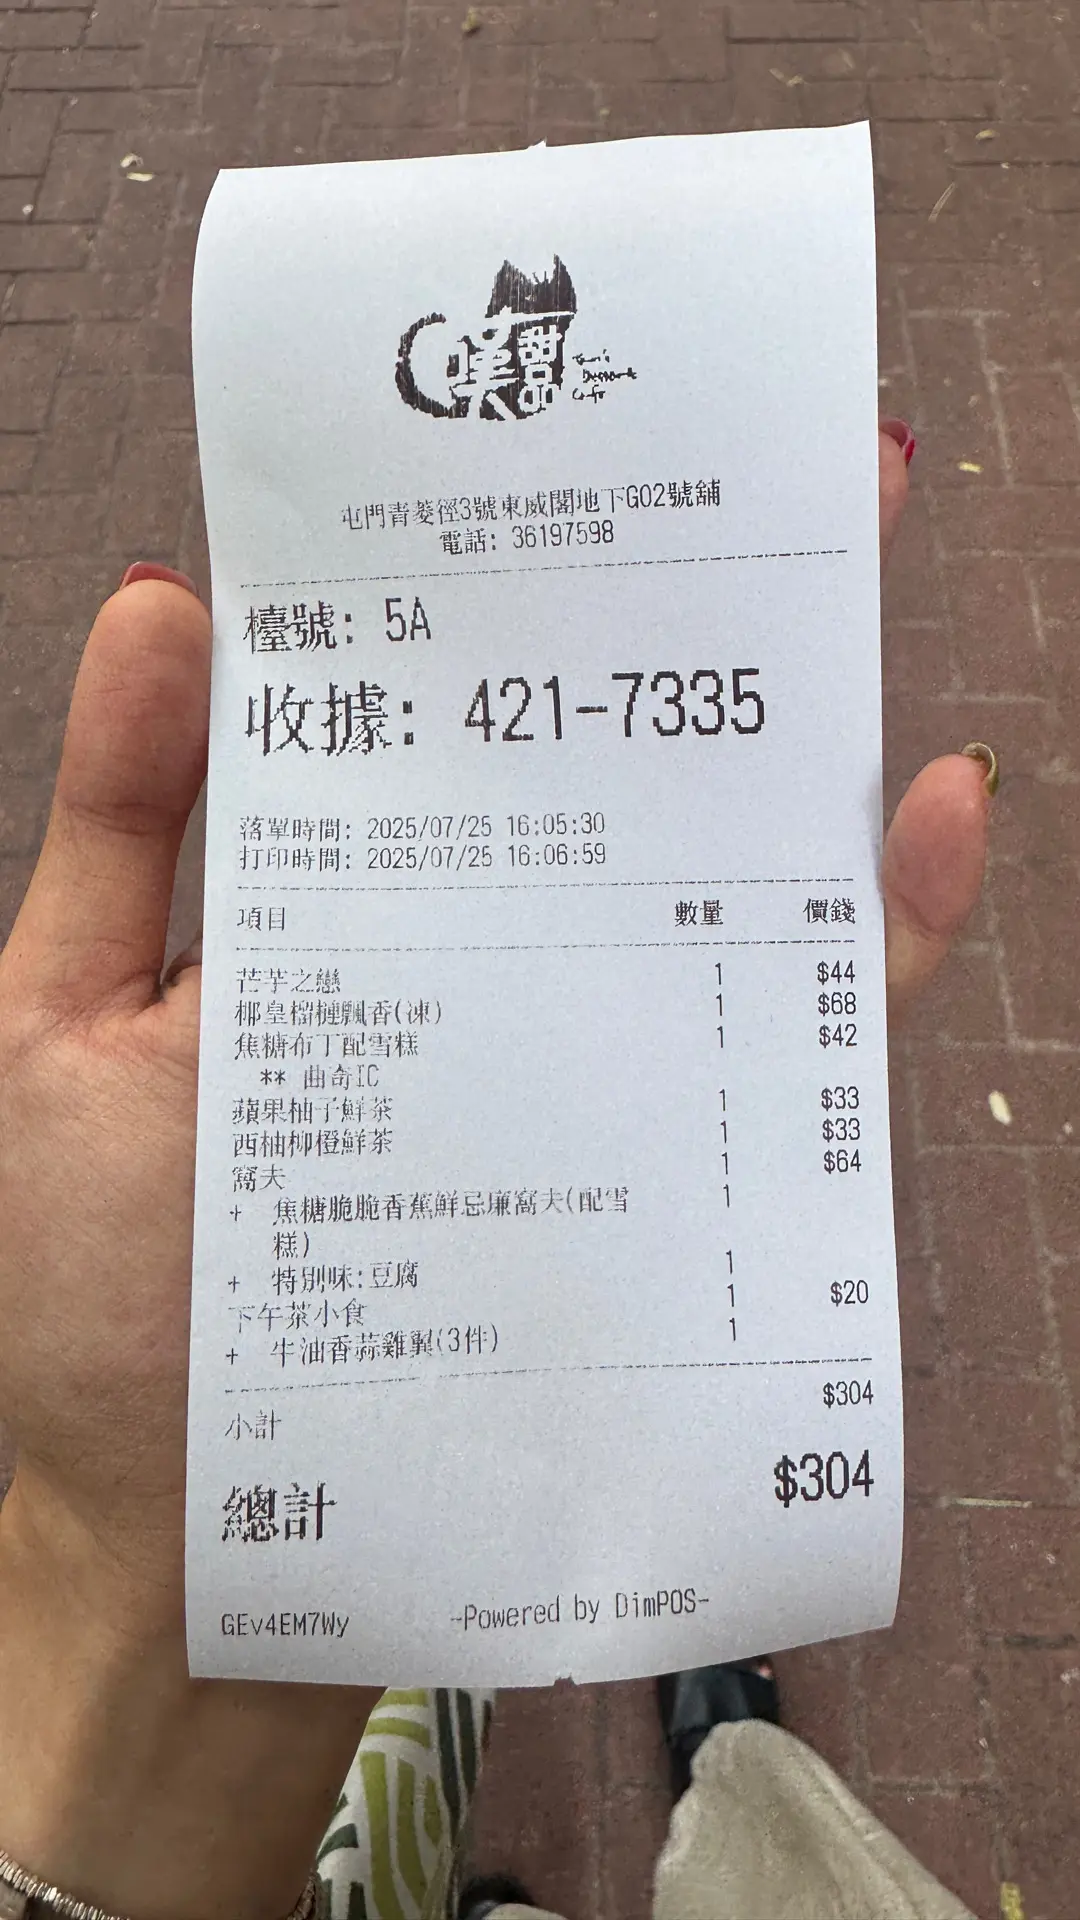 嘆
甜品
屯門青菱徑3號東威閣地下G02號舖
電話: 36197598
檯號: 5A
收據: 421-7335
落單時間: 2025/07/25 16:05:30
打印時間: 2025/07/25 16:06:59
項目 數量 價錢
芒芋之戀 1 $44
椰皇榴槤飄香(凍) 1 $68
焦糖布丁配雪糕 1 $42
** 曲奇IC
蘋果柚子鮮茶 1 $33
西柚柳橙鮮茶 1 $33
窩夫 1 $64
+ 焦糖脆脆香蕉鮮忌廉窩夫(配雪 1
糕)
+ 特別味:豆腐 1
下午茶小食 1 $20
+ 牛油香蒜雞翼(3件) 1
小計 $304
總計 $304
GEv4EM7Wy -Powered by DimPOS-